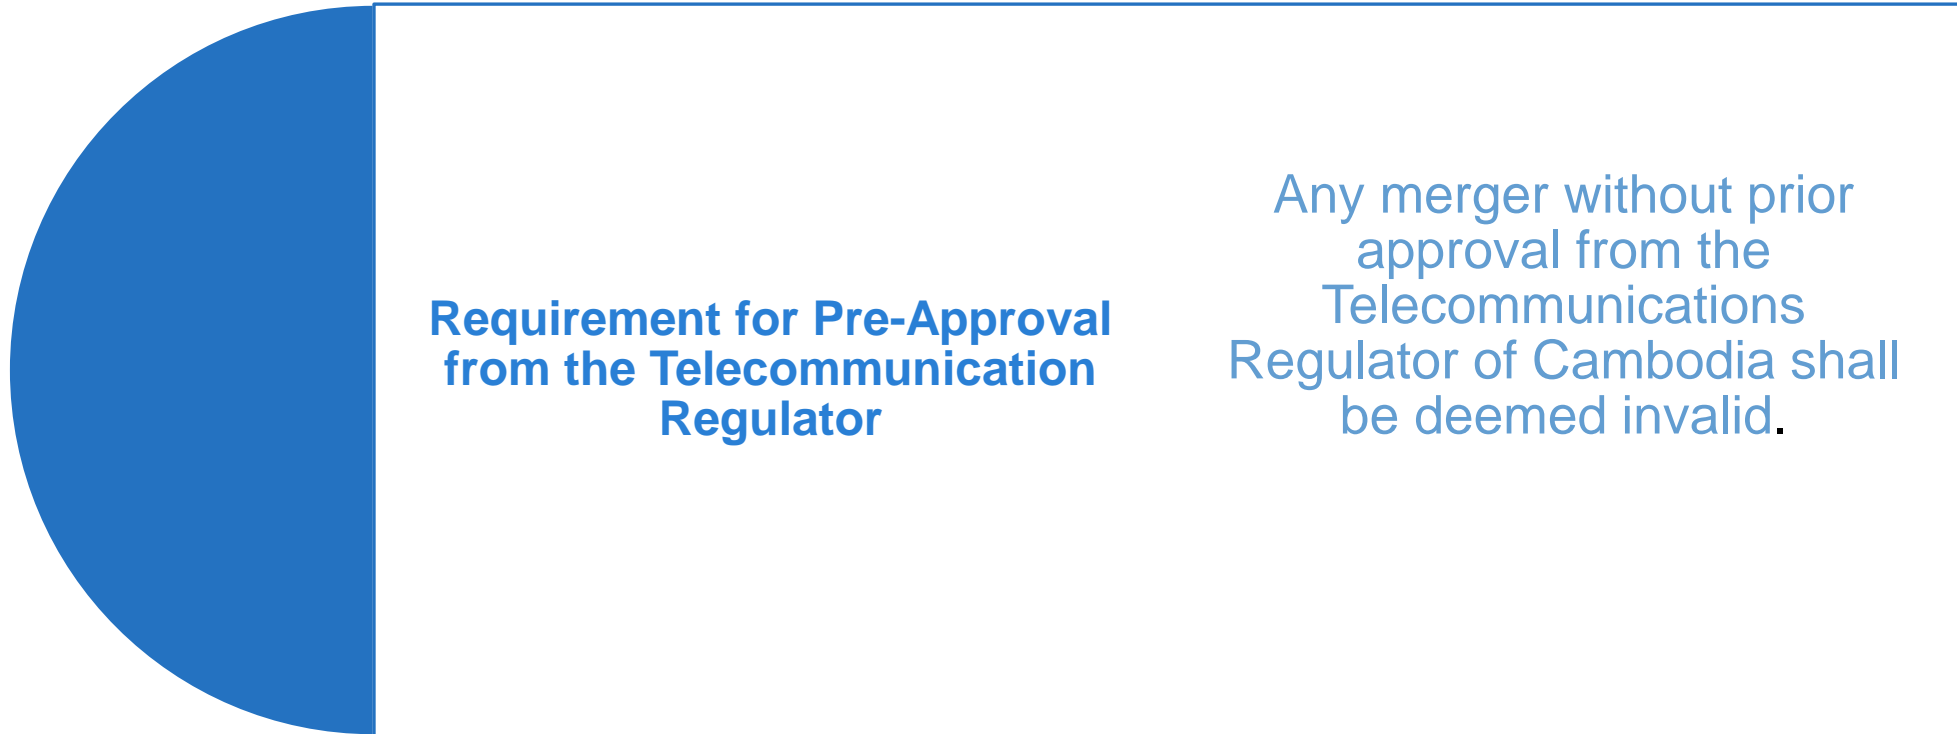 Requirement for Pre-Approval
from the Telecommunication
Regulator
Any merger without prior
approval from the
Telecommunications
Regulator of Cambodia shall
be deemed invalid.